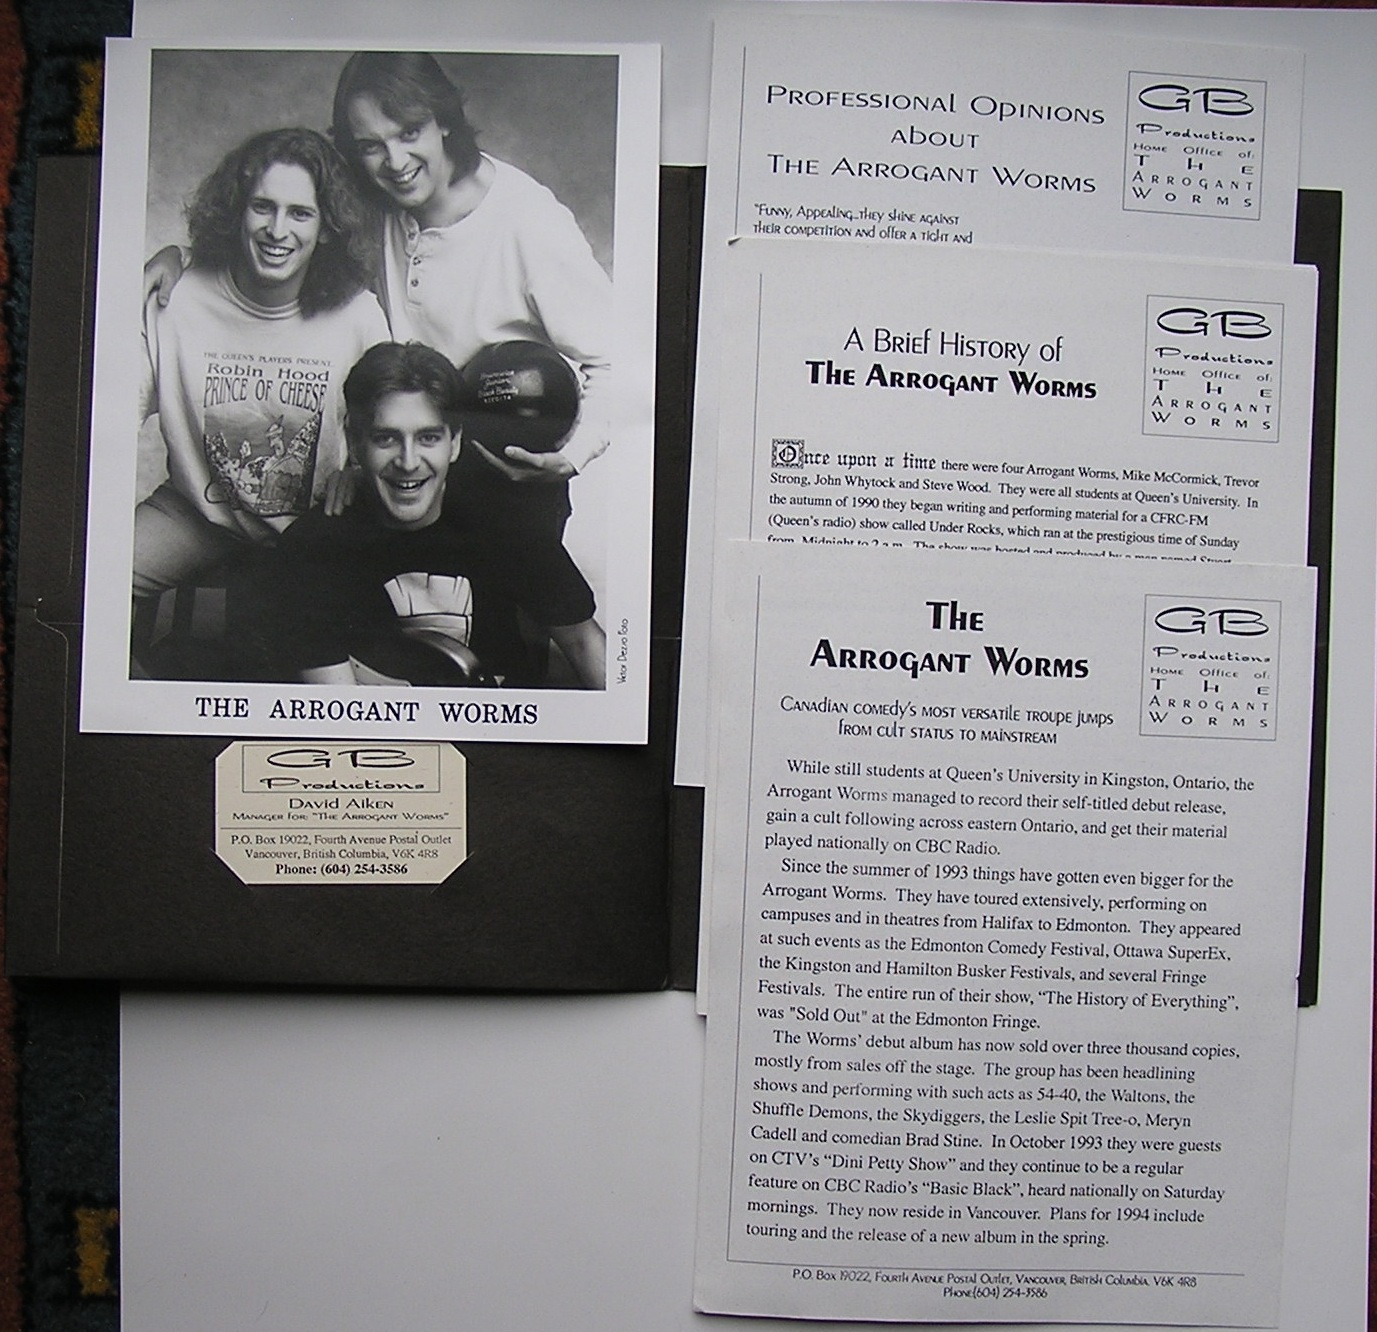 THE QUEEN'S PLAYERS PRESENT
Robin Hood
PRINCE OF CHEESE
Victor Dezso Foto
THE ARROGANT WORMS
GB
Productions
David Aiken
Manager for: "The Arrogant Worms"
P.O. Box 19022, Fourth Avenue Postal Outlet
Vancouver, British Columbia, V6K 4R8
Phone: (604) 254-3586
Professional Opinions
about
The Arrogant Worms
"Funny, Appealing...they shine against
their competition and offer a tight and
GB
Productions
Home Office of:
THE
ARROGANT
WORMS
A Brief History of
The Arrogant Worms
GB
Productions
Home Office of:
THE
ARROGANT
WORMS
Once upon a time there were four Arrogant Worms, Mike McCormick, Trevor
Strong, John Whytock and Steve Wood. They were all students at Queen's University. In
the autumn of 1990 they began writing and performing material for a CFRC-FM
(Queen's radio) show called Under Rocks, which ran at the prestigious time of Sunday
from Midnight to 2 a.m. The show was hosted and produced by a man named
The
Arrogant Worms
GB
Productions
Home Office of:
THE
ARROGANT
WORMS
Canadian comedy's most versatile troupe jumps
from cult status to mainstream
While still students at Queen's University in Kingston, Ontario, the
Arrogant Worms managed to record their self-titled debut release,
gain a cult following across eastern Ontario, and get their material
played nationally on CBC Radio.
Since the summer of 1993 things have gotten even bigger for the
Arrogant Worms. They have toured extensively, performing on
campuses and in theatres from Halifax to Edmonton. They appeared
at such events as the Edmonton Comedy Festival, Ottawa SuperEx,
the Kingston and Hamilton Busker Festivals, and several Fringe
Festivals. The entire run of their show, “The History of Everything”,
was "Sold Out" at the Edmonton Fringe.
The Worms’ debut album has now sold over three thousand copies,
mostly from sales off the stage. The group has been headlining
shows and performing with such acts as 54-40, the Waltons, the
Shuffle Demons, the Skydiggers, the Leslie Spit Tree-o, Meryn
Cadell and comedian Brad Stine. In October 1993 they were guests
on CTV's “Dini Petty Show” and they continue to be a regular
feature on CBC Radio's “Basic Black”, heard nationally on Saturday
mornings. They now reside in Vancouver. Plans for 1994 include
touring and the release of a new album in the spring.
P.O. Box 19022, Fourth Avenue Postal Outlet, Vancouver, British Columbia, V6K 4R8
Phone:(604) 254-3586